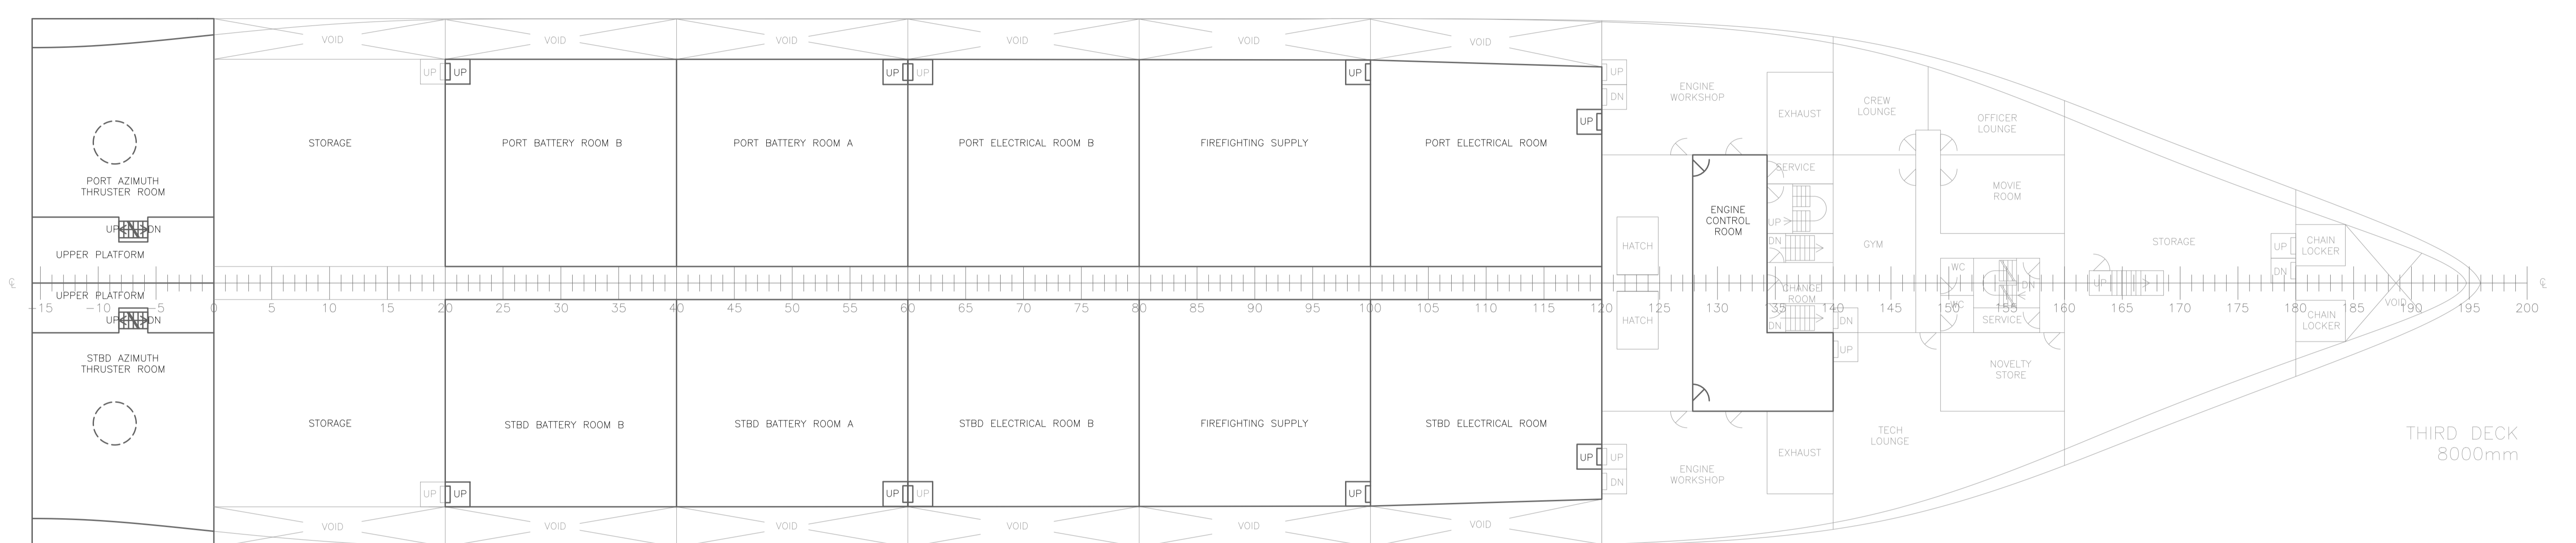 VOID VOID VOID VOID VOID VOID
UP UP UP UP UP UP
DN
ENGINE
WORKSHOP
EXHAUST
CREW
LOUNGE
OFFICER
LOUNGE
UP
STORAGE
PORT BATTERY ROOM B
PORT BATTERY ROOM A
PORT ELECTRICAL ROOM B
FIREFIGHTING SUPPLY
PORT ELECTRICAL ROOM
PORT AZIMUTH
THRUSTER ROOM
SERVICE
MOVIE
ROOM
ENGINE
CONTROL
ROOM
UP
UP DN
UPPER PLATFORM
HATCH
DN
GYM
STORAGE
UP
DN
CHAIN
LOCKER
WC
DN
UP
CHANGE
ROOM
UPPER PLATFORM
VOID
-15 -10 -5 0 5 10 15 20 25 30 35 40 45 50 55 60 65 70 75 80 85 90 95 100 105 110 115 120 125 130 135 140 145 150 155 160 165 170 175 180 185 190 195 200
WC
UP DN
HATCH
DN
DN
SERVICE
CHAIN
LOCKER
UP
STBD AZIMUTH
THRUSTER ROOM
NOVELTY
STORE
STORAGE
STBD BATTERY ROOM B
STBD BATTERY ROOM A
STBD ELECTRICAL ROOM B
FIREFIGHTING SUPPLY
STBD ELECTRICAL ROOM
TECH
LOUNGE
THIRD DECK
8000mm
EXHAUST
UP UP
DN
ENGINE
WORKSHOP
UP UP UP UP UP
VOID VOID VOID VOID VOID VOID